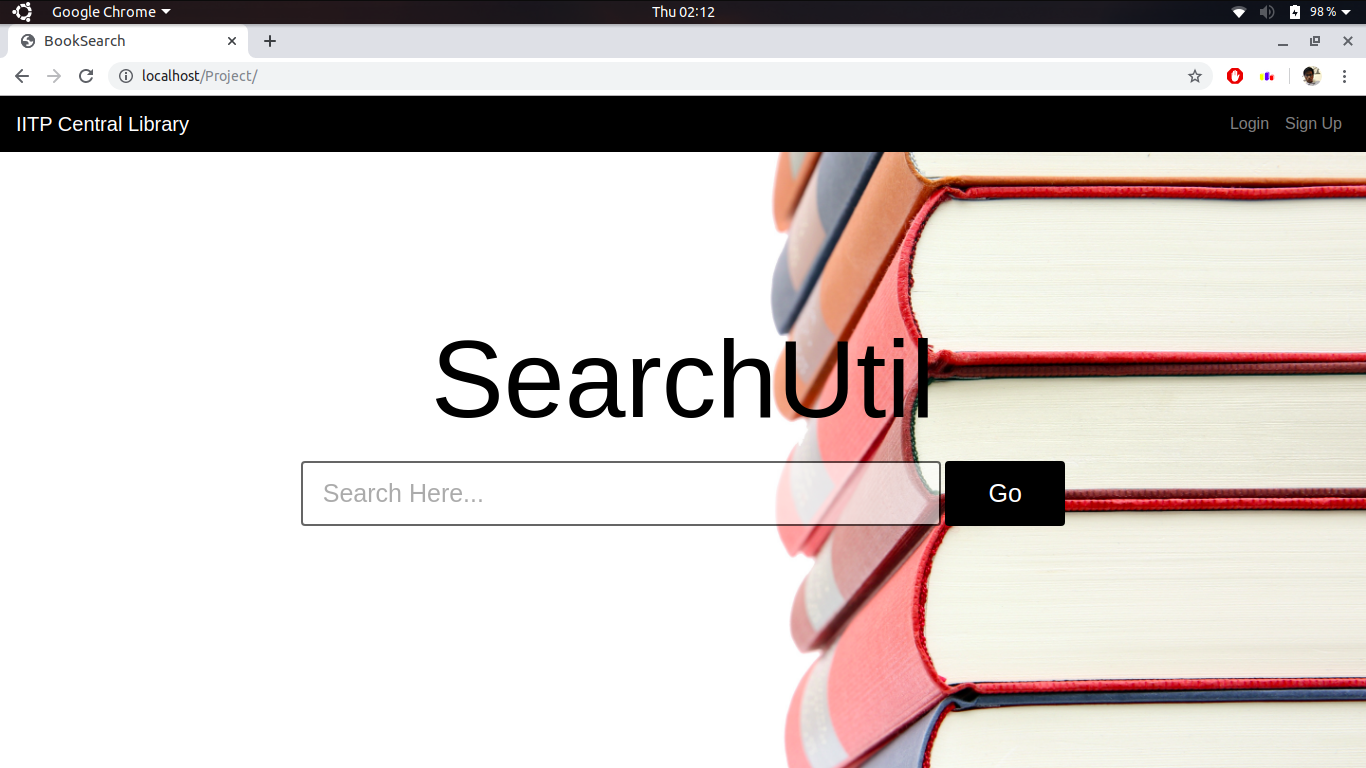 Google Chrome
Thu 02:12
98 %
BookSearch
localhost/Project/
IITP Central Library
Login
Sign Up
SearchUtil
Search Here...
Go